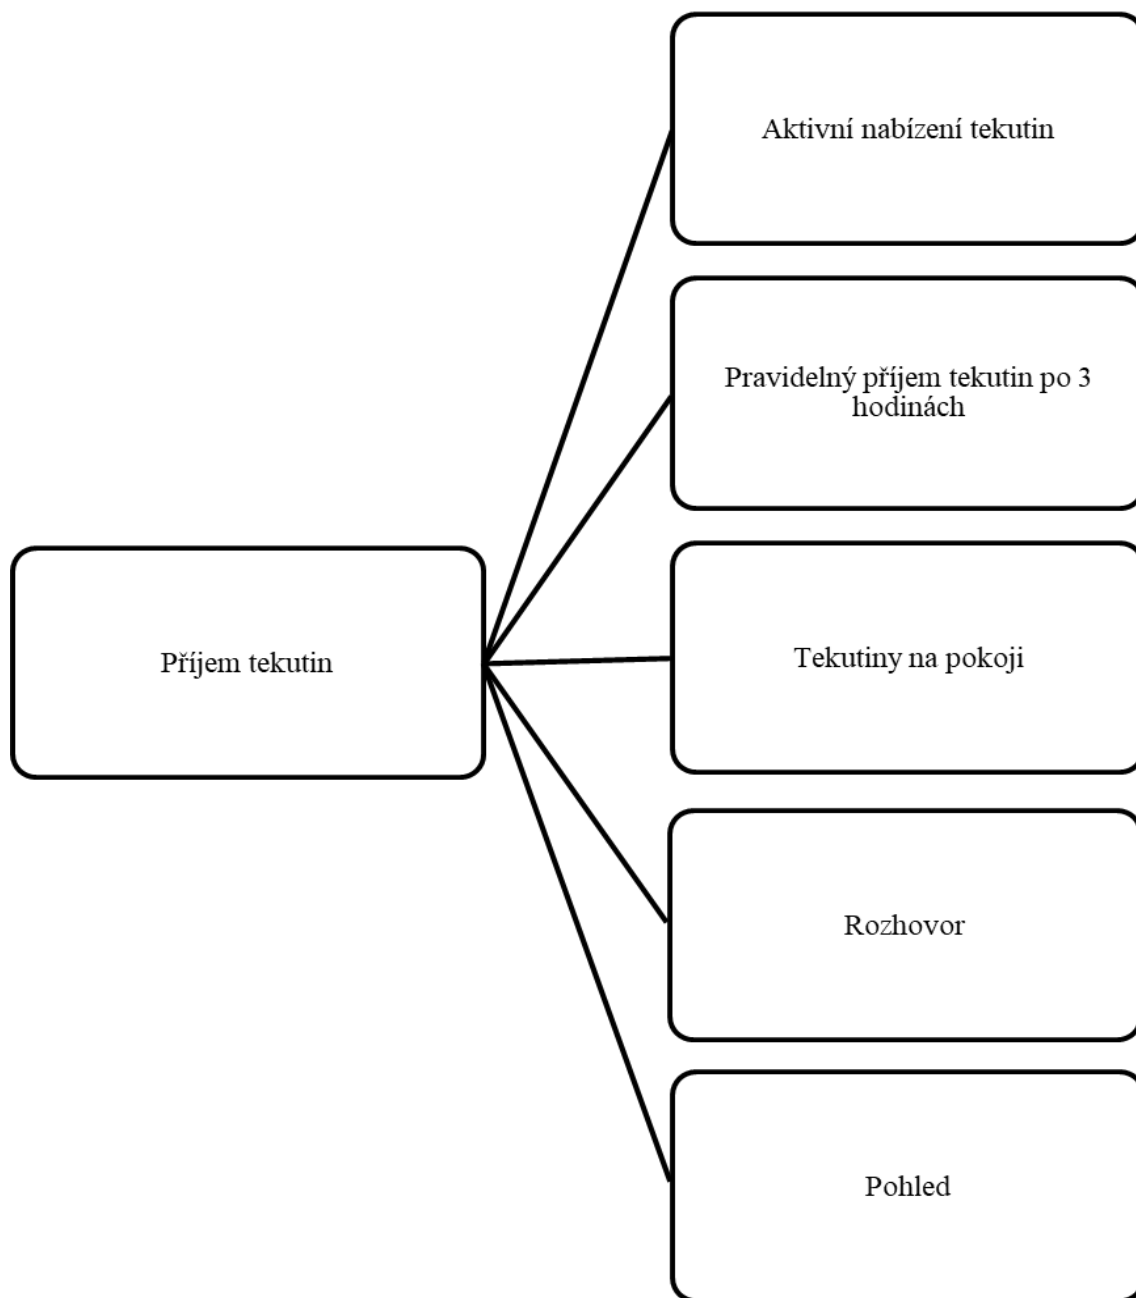 Aktivní nabízení tekutin
Pravidelný příjem tekutin po 3
hodinách
Příjem tekutin
Tekutiny na pokoji
Rozhovor
Pohled